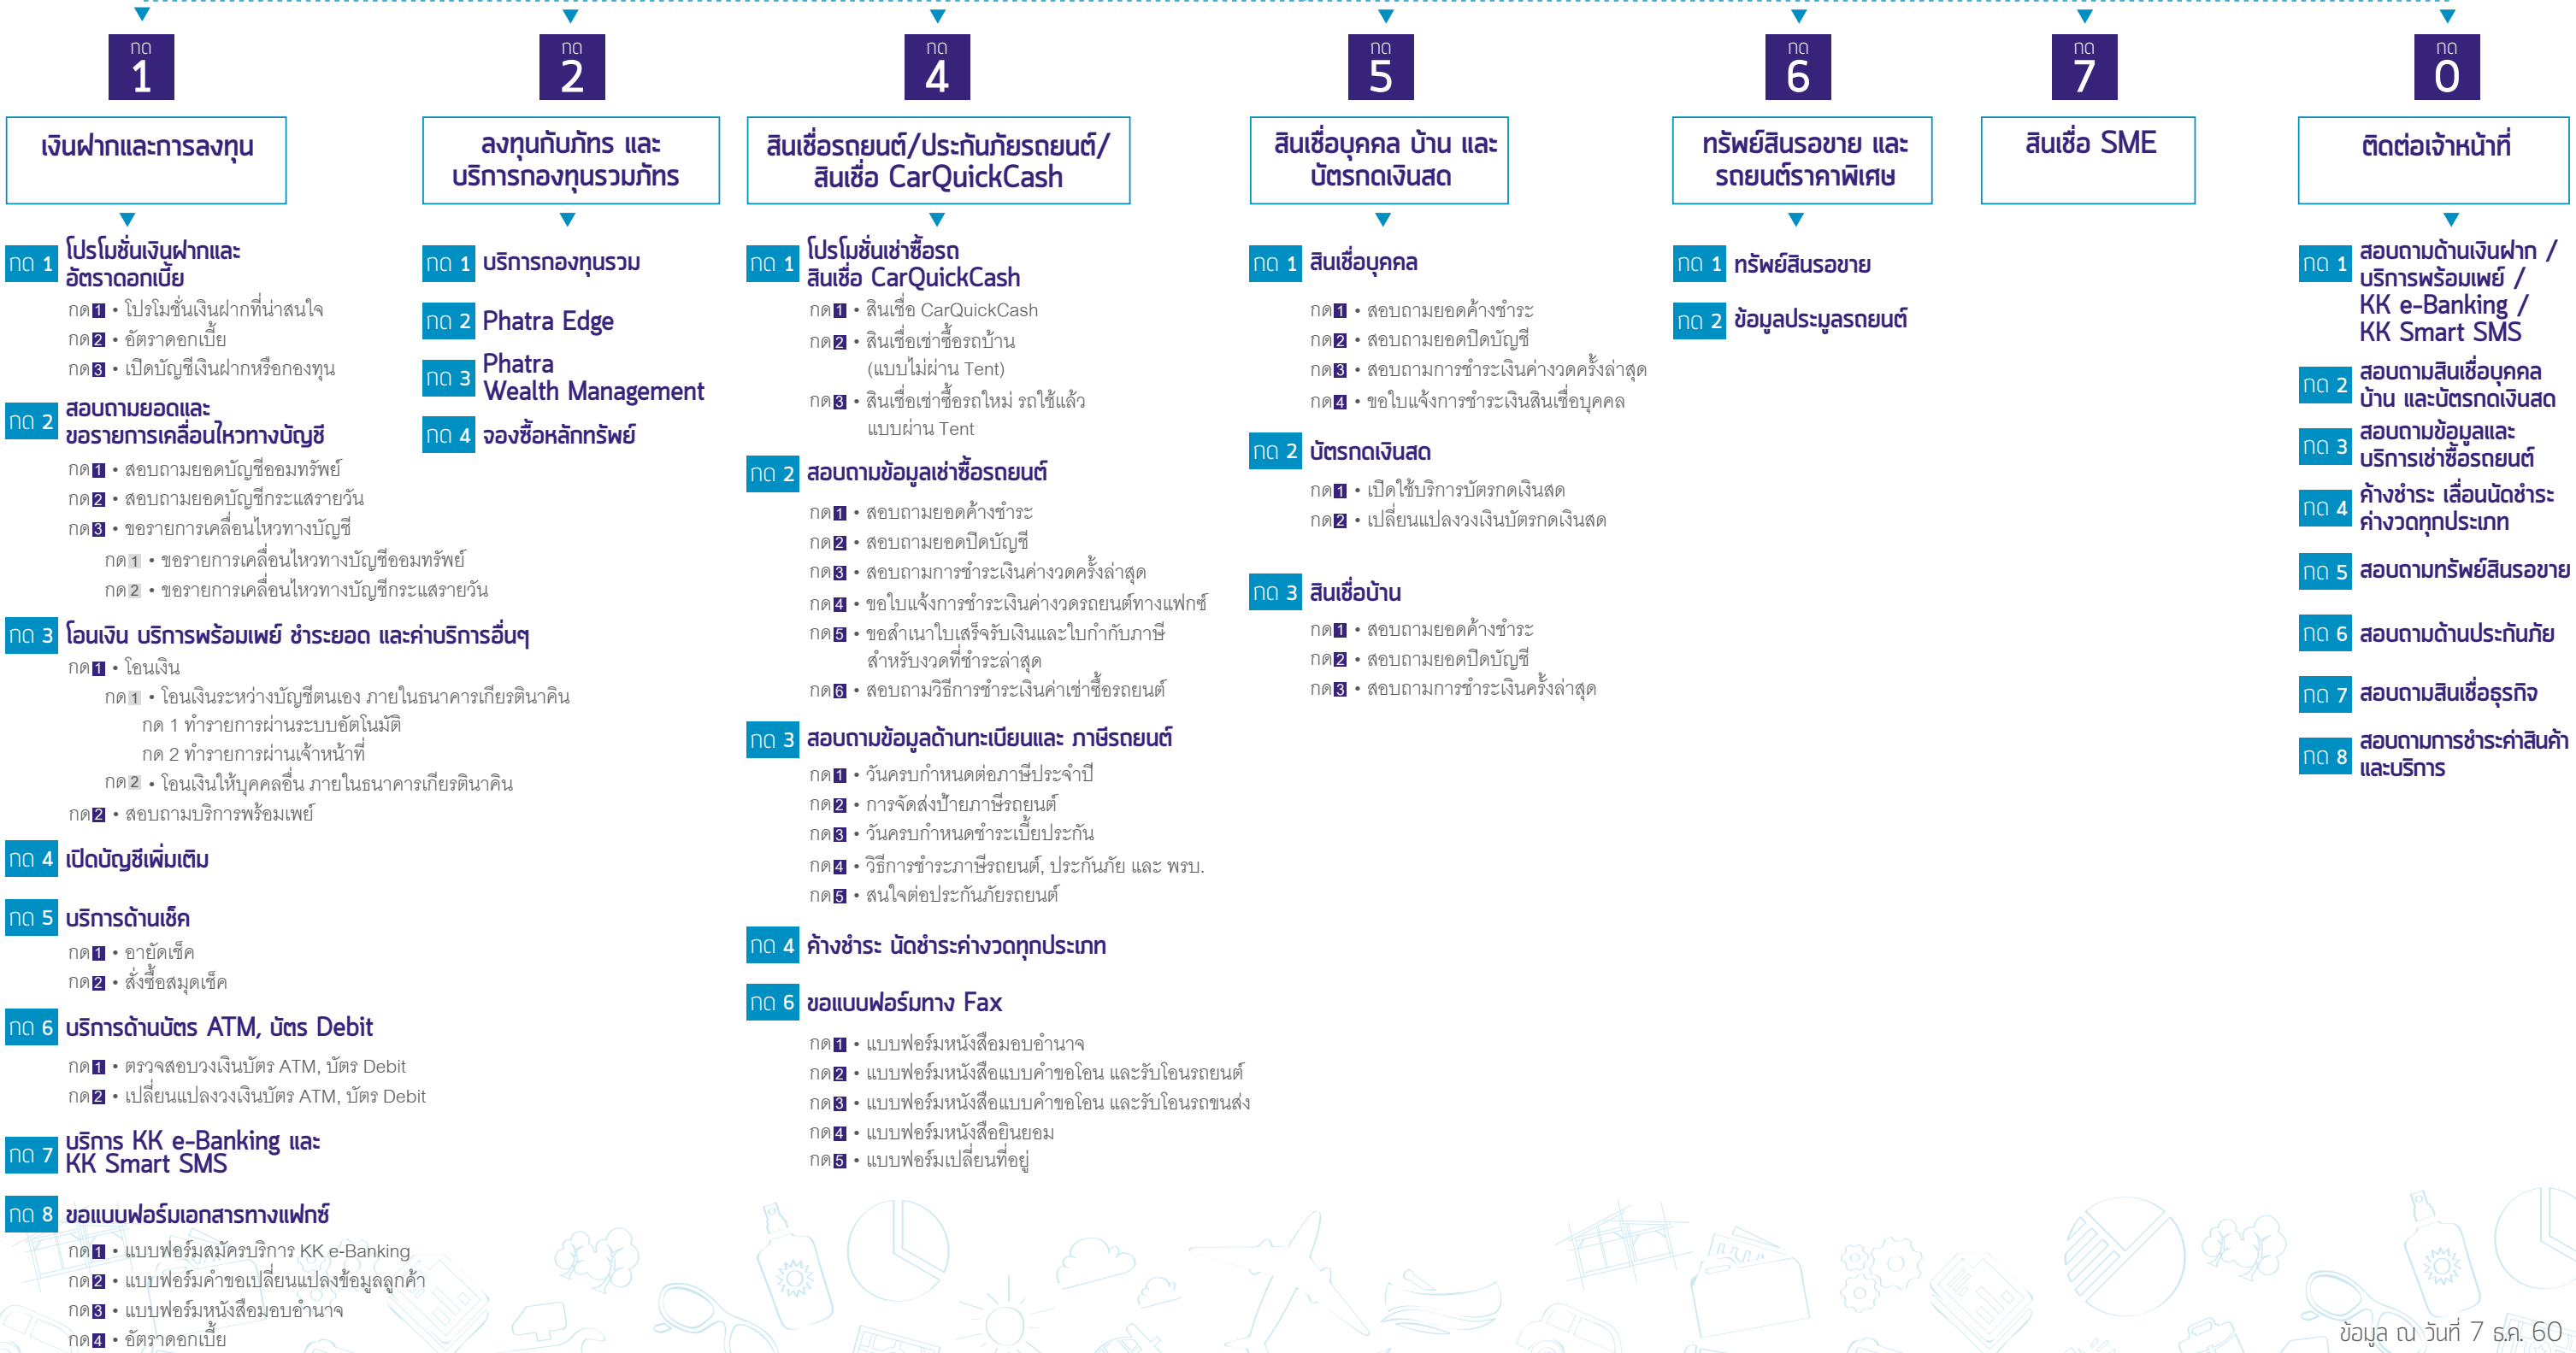 กด
1
เงินฝากและการลงทุน
กด 1 โปรโมชั่นเงินฝากและ
อัตราดอกเบี้ย
กด 1 • โปรโมชั่นเงินฝากที่น่าสนใจ
กด 2 • อัตราดอกเบี้ย
กด 3 • เปิดบัญชีเงินฝากหรือกองทุน
กด 2 สอบถามยอดและ
ขอรายการเคลื่อนไหวทางบัญชี
กด 1 • สอบถามยอดบัญชีออมทรัพย์
กด 2 • สอบถามยอดบัญชีกระแสรายวัน
กด 3 • ขอรายการเคลื่อนไหวทางบัญชี
กด 1 • ขอรายการเคลื่อนไหวทางบัญชีออมทรัพย์
กด 2 • ขอรายการเคลื่อนไหวทางบัญชีกระแสรายวัน
กด 3 โอนเงิน บริการพร้อมเพย์ ชำระยอด และค่าบริการอื่นๆ
กด 1 • โอนเงิน
กด 1 • โอนเงินระหว่างบัญชีตนเอง ภายในธนาคารเกียรตินาคิน
กด 1 ทำรายการผ่านระบบอัตโนมัติ
กด 2 ทำรายการผ่านเจ้าหน้าที่
กด 2 • โอนเงินให้บุคคลอื่น ภายในธนาคารเกียรตินาคิน
กด 2 • สอบถามบริการพร้อมเพย์
กด 4 เปิดบัญชีเพิ่มเติม
กด 5 บริการด้านเช็ค
กด 1 • อายัดเช็ค
กด 2 • สั่งซื้อสมุดเช็ค
กด 6 บริการด้านบัตร ATM, บัตร Debit
กด 1 • ตรวจสอบวงเงินบัตร ATM, บัตร Debit
กด 2 • เปลี่ยนแปลงวงเงินบัตร ATM, บัตร Debit
กด 7 บริการ KK e-Banking และ
KK Smart SMS
กด 8 ขอแบบฟอร์มเอกสารทางแฟกซ์
กด 1 • แบบฟอร์มสมัครบริการ KK e-Banking
กด 2 • แบบฟอร์มคำขอเปลี่ยนแปลงข้อมูลลูกค้า
กด 3 • แบบฟอร์มหนังสือมอบอำนาจ
กด 4 • อัตราดอกเบี้ย
กด
2
ลงทุนกับภัทร และ
บริการกองทุนรวมภัทร
กด 1 บริการกองทุนรวม
กด 2 Phatra Edge
กด 3 Phatra
Wealth Management
กด 4 จองซื้อหลักทรัพย์
กด
4
สินเชื่อรถยนต์/ประกันภัยรถยนต์/
สินเชื่อ CarQuickCash
กด 1 โปรโมชั่นเช่าซื้อรถ
สินเชื่อ CarQuickCash
กด 1 • สินเชื่อ CarQuickCash
กด 2 • สินเชื่อเช่าซื้อรถบ้าน
(แบบไม่ผ่าน Tent)
กด 3 • สินเชื่อเช่าซื้อรถใหม่ รถใช้แล้ว
แบบผ่าน Tent
กด 2 สอบถามข้อมูลเช่าซื้อรถยนต์
กด 1 • สอบถามยอดค้างชำระ
กด 2 • สอบถามยอดปิดบัญชี
กด 3 • สอบถามการชำระเงินค่างวดครั้งล่าสุด
กด 4 • ขอใบแจ้งการชำระเงินค่างวดรถยนต์ทางแฟกซ์
กด 5 • ขอสำเนาใบเสร็จรับเงินและใบกำกับภาษี
สำหรับงวดที่ชำระล่าสุด
กด 6 • สอบถามวิธีการชำระเงินค่าเช่าซื้อรถยนต์
กด 3 สอบถามข้อมูลด้านทะเบียนและ ภาษีรถยนต์
กด 1 • วันครบกำหนดต่อภาษีประจำปี
กด 2 • การจัดส่งป้ายภาษีรถยนต์
กด 3 • วันครบกำหนดชำระเบี้ยประกัน
กด 4 • วิธีการชำระภาษีรถยนต์, ประกันภัย และ พรบ.
กด 5 • สนใจต่อประกันภัยรถยนต์
กด 4 ค้างชำระ นัดชำระค่างวดทุกประเภท
กด 6 ขอแบบฟอร์มทาง Fax
กด 1 • แบบฟอร์มหนังสือมอบอำนาจ
กด 2 • แบบฟอร์มหนังสือแบบคำขอโอน และรับโอนรถยนต์
กด 3 • แบบฟอร์มหนังสือแบบคำขอโอน และรับโอนรถขนส่ง
กด 4 • แบบฟอร์มหนังสือยินยอม
กด 5 • แบบฟอร์มเปลี่ยนที่อยู่
กด
5
สินเชื่อบุคคล บ้าน และ
บัตรกดเงินสด
กด 1 สินเชื่อบุคคล
กด 1 • สอบถามยอดค้างชำระ
กด 2 • สอบถามยอดปิดบัญชี
กด 3 • สอบถามการชำระเงินค่างวดครั้งล่าสุด
กด 4 • ขอใบแจ้งการชำระเงินสินเชื่อบุคคล
กด 2 บัตรกดเงินสด
กด 1 • เปิดใช้บริการบัตรกดเงินสด
กด 2 • เปลี่ยนแปลงวงเงินบัตรกดเงินสด
กด 3 สินเชื่อบ้าน
กด 1 • สอบถามยอดค้างชำระ
กด 2 • สอบถามยอดปิดบัญชี
กด 3 • สอบถามการชำระเงินครั้งล่าสุด
กด
6
ทรัพย์สินรอขาย และ
รถยนต์ราคาพิเศษ
กด 1 ทรัพย์สินรอขาย
กด 2 ข้อมูลประมูลรถยนต์
กด
7
สินเชื่อ SME
กด
0
ติดต่อเจ้าหน้าที่
กด 1 สอบถามด้านเงินฝาก /
บริการพร้อมเพย์ /
KK e-Banking /
KK Smart SMS
กด 2 สอบถามสินเชื่อบุคคล
บ้าน และบัตรกดเงินสด
กด 3 สอบถามข้อมูลและ
บริการเช่าซื้อรถยนต์
กด 4 ค้างชำระ เลื่อนนัดชำระ
ค่างวดทุกประเภท
กด 5 สอบถามทรัพย์สินรอขาย
กด 6 สอบถามด้านประกันภัย
กด 7 สอบถามสินเชื่อธุรกิจ
กด 8 สอบถามการชำระค่าสินค้า
และบริการ
ข้อมูล ณ วันที่ 7 ธ.ค. 60